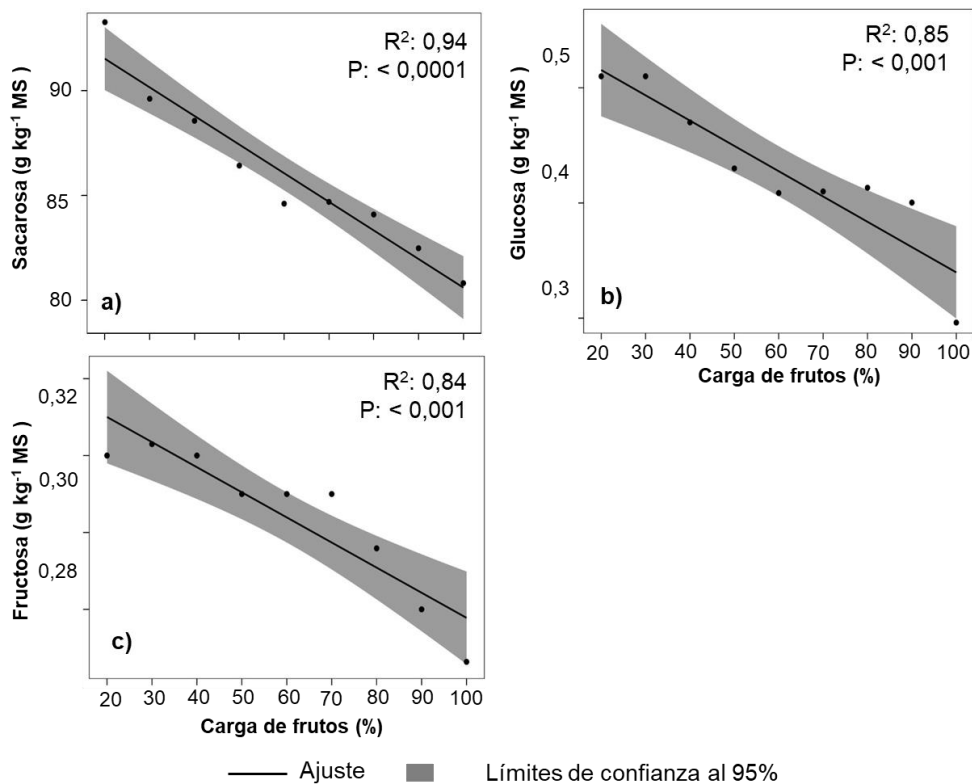 R²: 0,94
P: < 0,0001
Sacarosa (g kg⁻¹ MS )
90
85
80
a)
R²: 0,85
P: < 0,001
Glucosa (g kg⁻¹ MS )
0,5
0,4
0,3
b)
20 30 40 50 60 70 80 90 100
Carga de frutos (%)
R²: 0,84
P: < 0,001
Fructosa (g kg⁻¹ MS )
0,32
0,30
0,28
c)
20 30 40 50 60 70 80 90 100
Carga de frutos (%)
Ajuste Límites de confianza al 95%